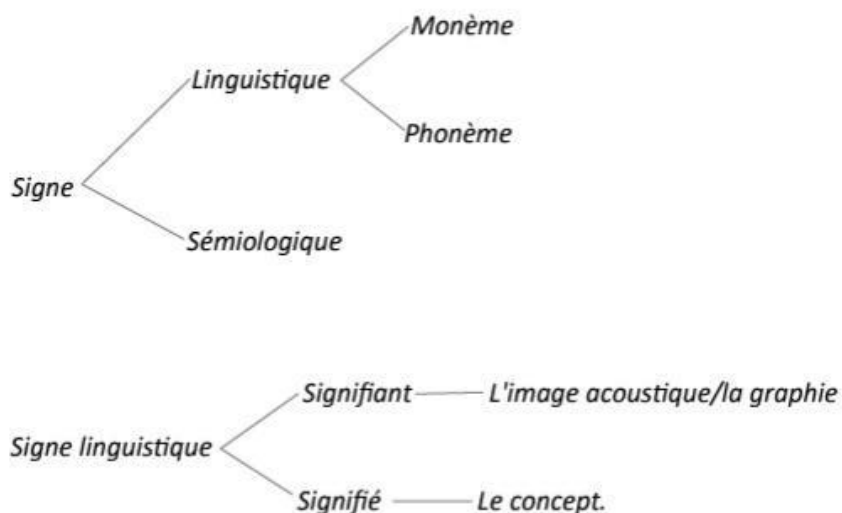 Monème
Linguistique
Phonème
Signe
Sémiologique
Signifiant L'image acoustique/la graphie
Signe linguistique
Signifié Le concept.